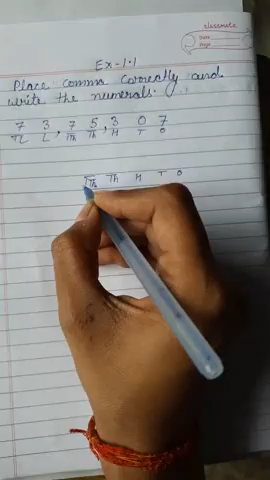 classmate
Date
Page
Ex-1.1
Place comma correctly and
write the numerals.
7 3, 7 5, 3 0 7
TL L Th Th H T O
TTh Th H T O